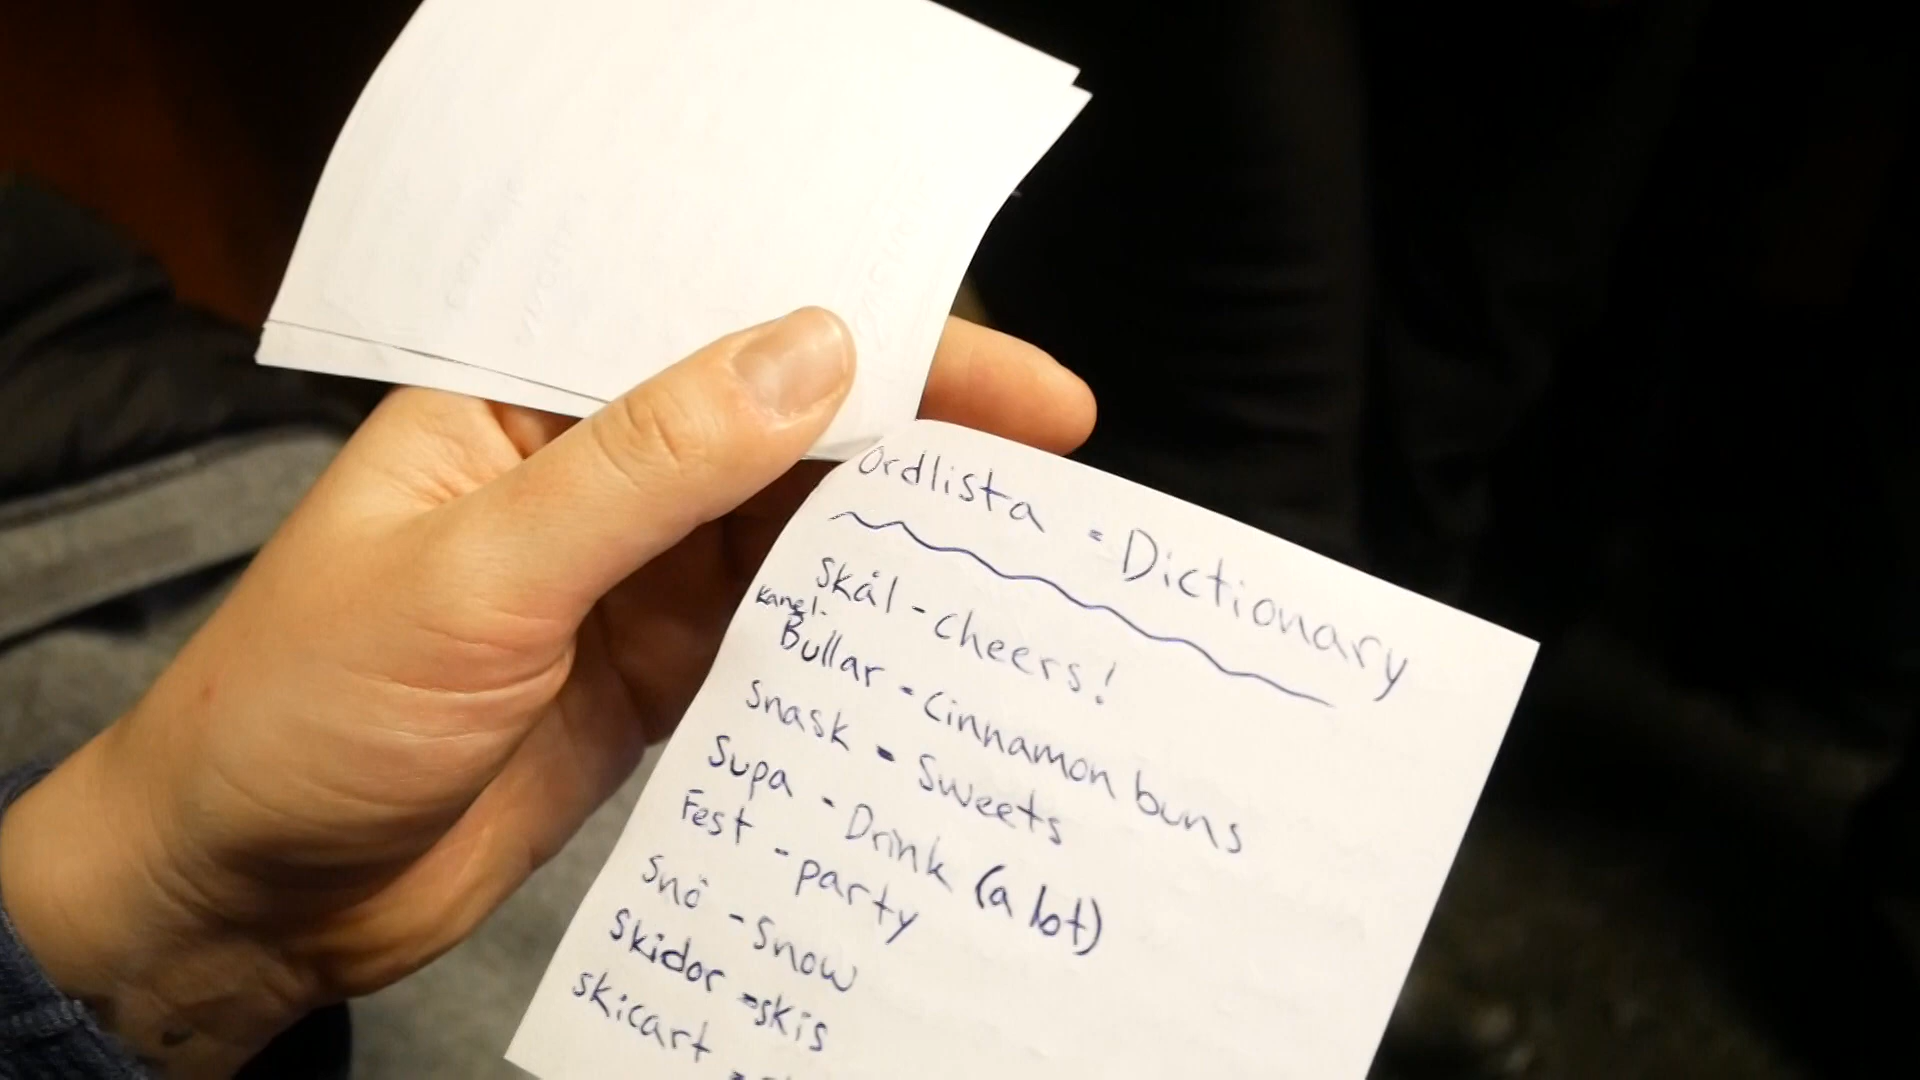 Ordlista = Dictionary
Skål - cheers!
Kanel-
Bullar - cinnamon buns
Snask - Sweets
Supa - Drink (a lot)
Fest - party
Snö - Snow
Skidor - skis
skicart